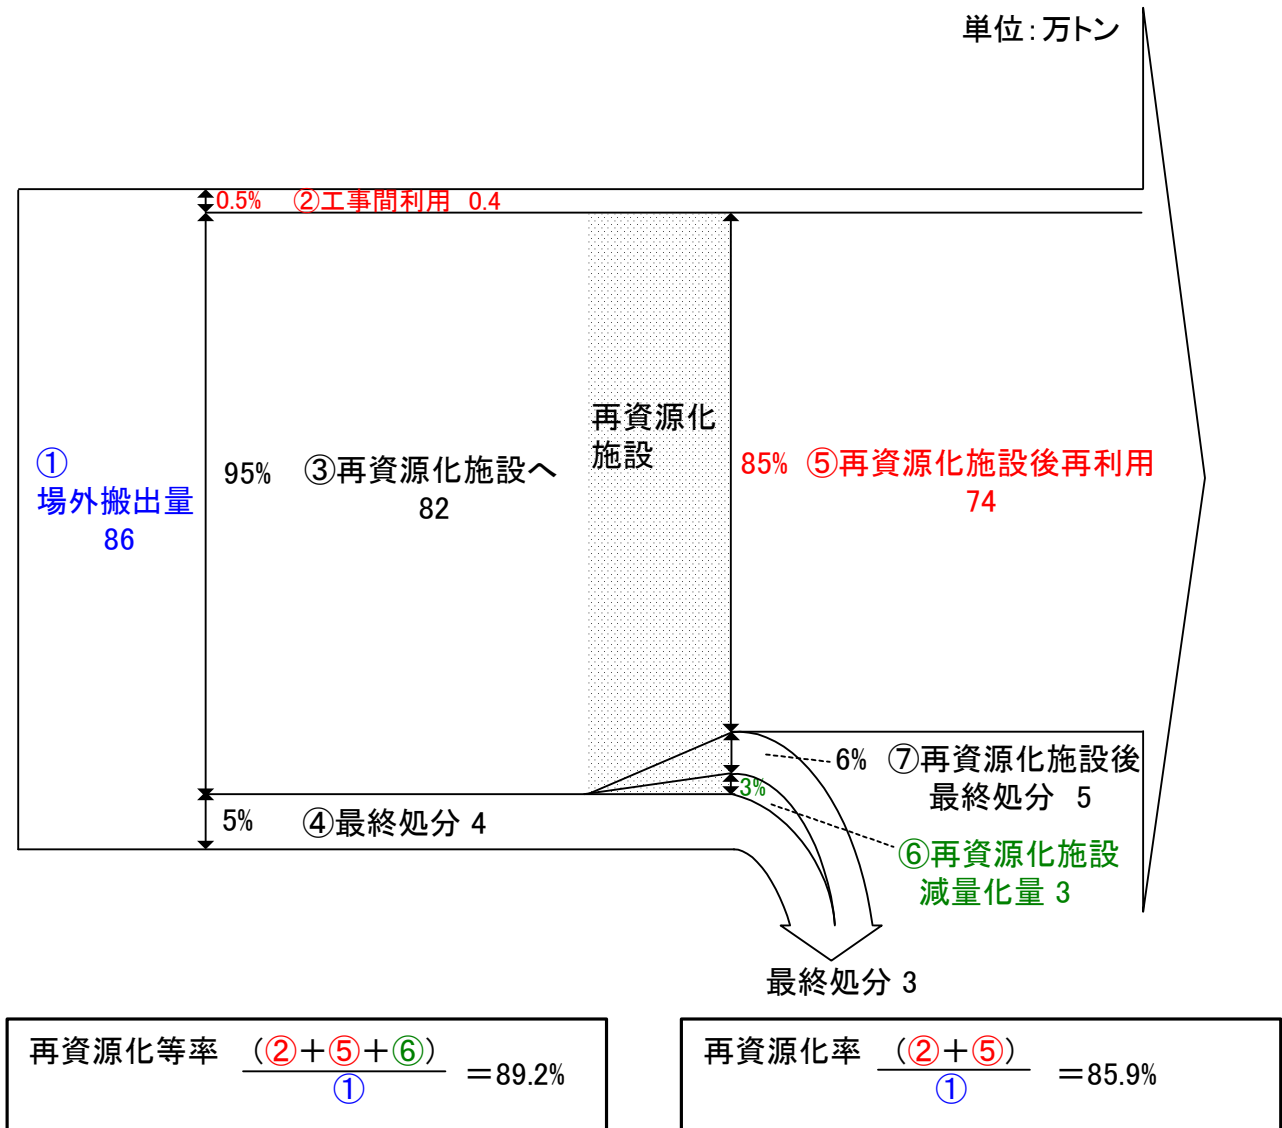 単位:万トン
0.5% ②工事間利用 0.4
①
場外搬出量
86
95% ③再資源化施設へ
82
再資源化
施設
85% ⑤再資源化施設後再利用
74
6% ⑦再資源化施設後
最終処分 5
3%
5% ④最終処分 4
⑥再資源化施設
減量化量 3
最終処分 3
再資源化等率 (②+⑤+⑥)
① =89.2%
再資源化率 (②+⑤)
① =85.9%